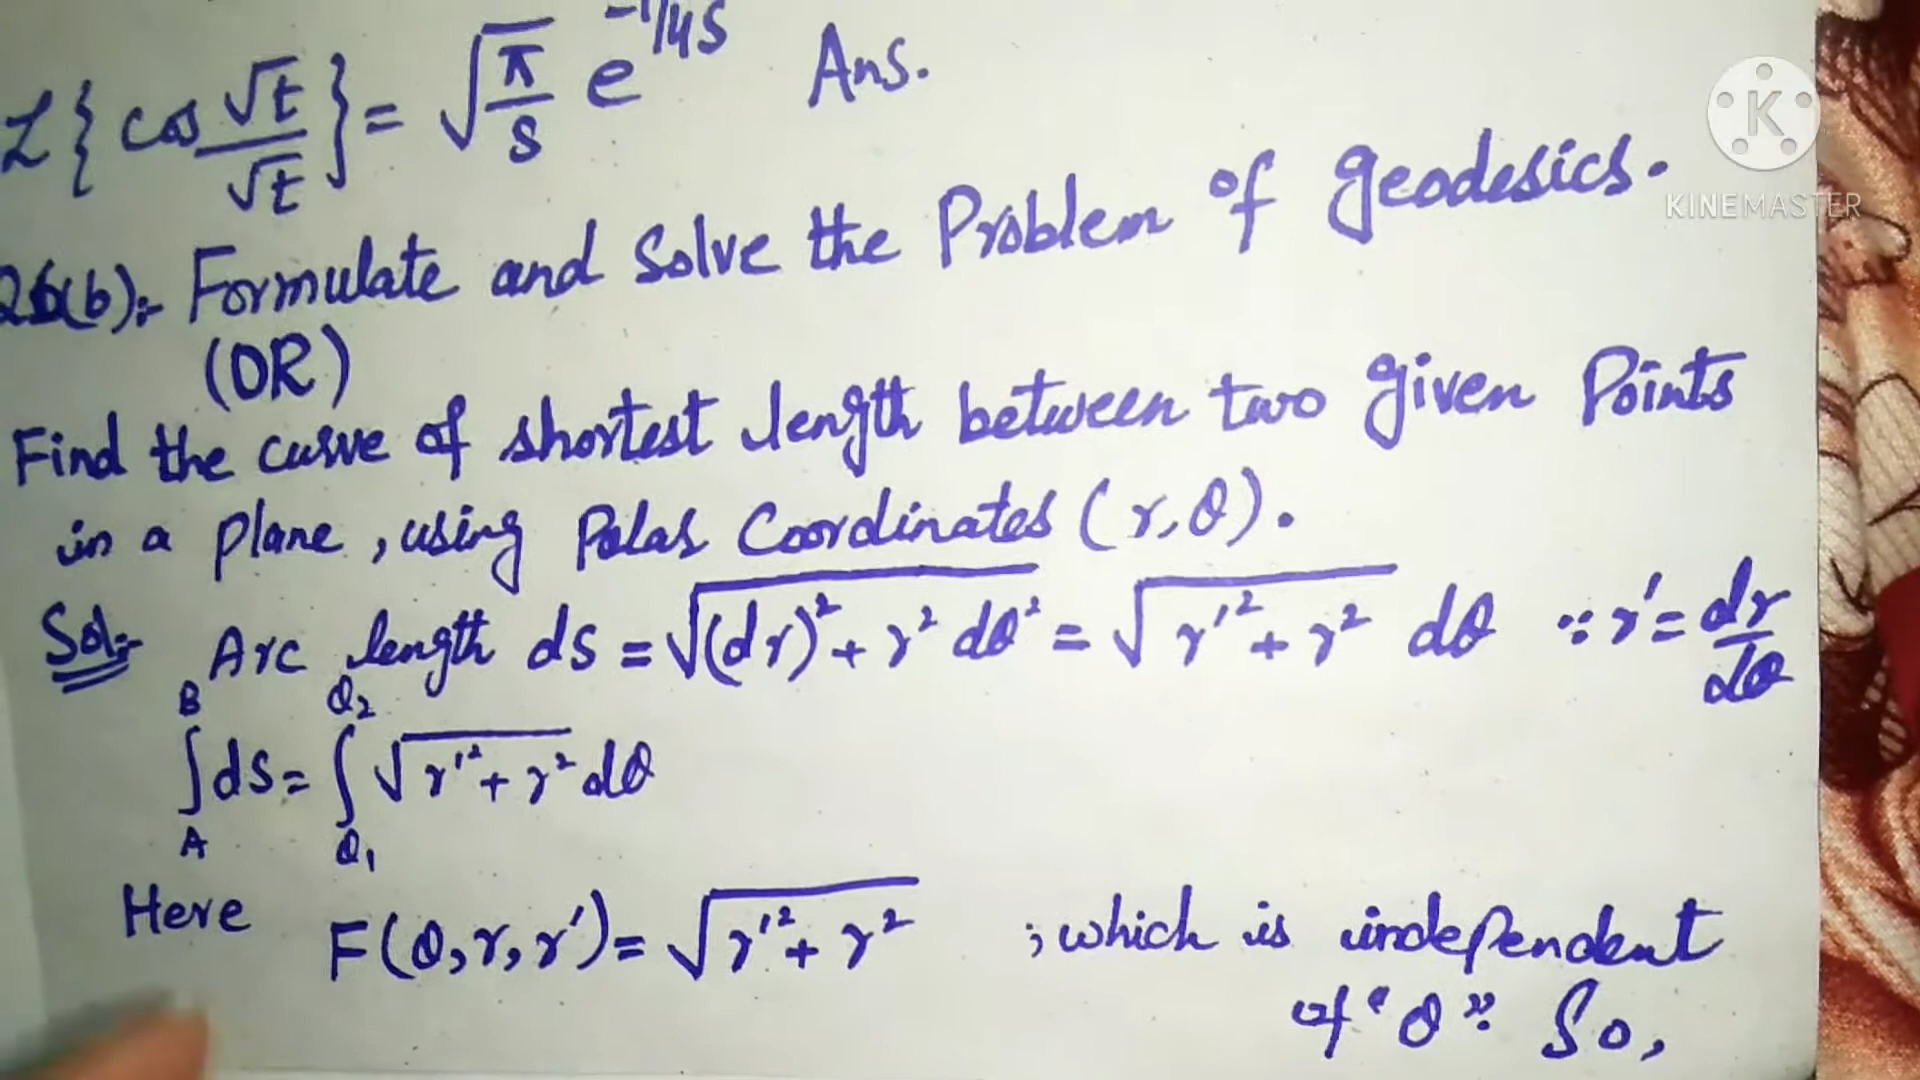 L{cos√t/√t} = √(π/s) e^(-1/4s) Ans.
26(b):- Formulate and Solve the Problem of geodesics.
(OR)
Find the curve of shortest length between two given Points
in a plane, using Polar Coordinates (r,θ).
Sol:- Arc length ds = √((dr)² + r² dθ²) = √(r'² + r²) dθ ∵ r' = dr/dθ
∫_A^B ds = ∫_θ₁^θ₂ √(r'² + r²) dθ
Here F(θ, r, r') = √(r'² + r²) ; which is independent
of "θ". So,
K
KINEMASTER